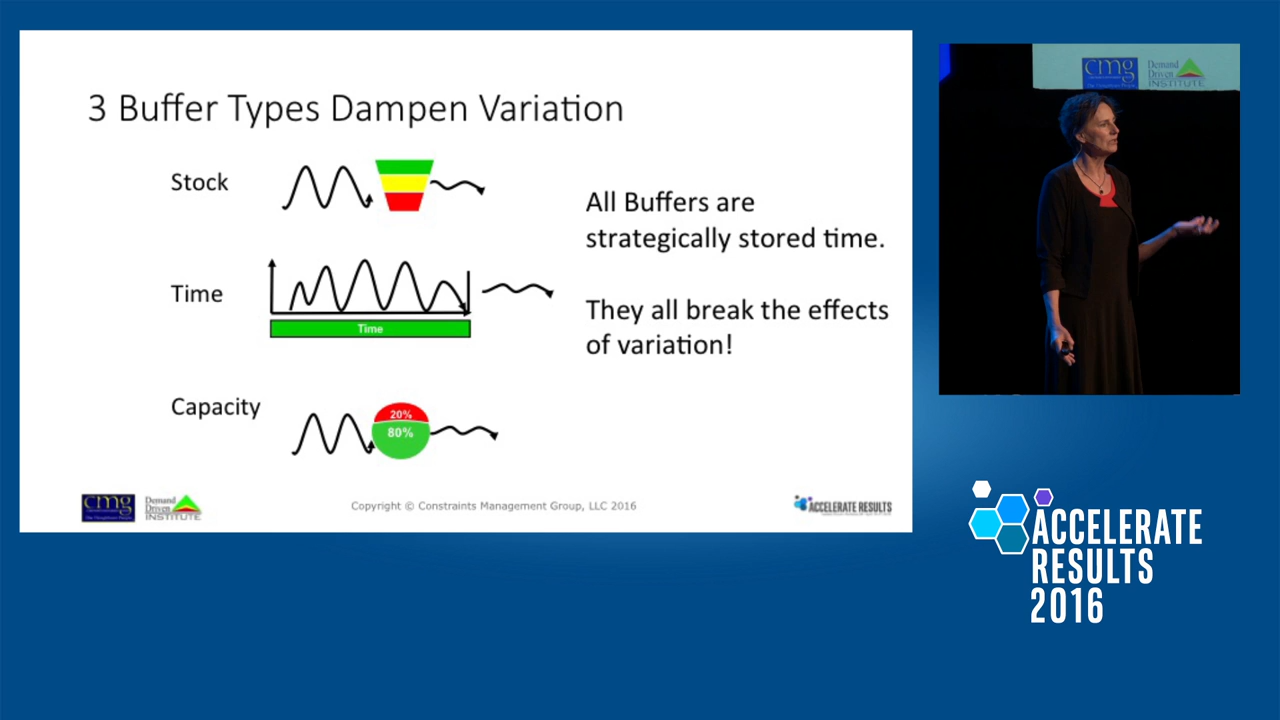 3 Buffer Types Dampen Variation
Stock
All Buffers are
strategically stored time.
Time
Time
They all break the effects
of variation!
Capacity
20%
80%
cmg
Demand
Driven
INSTITUTE
Copyright © Constraints Management Group, LLC 2016
ACCELERATE RESULTS
cmg
Demand
Driven
INSTITUTE
ACCELERATE
RESULTS
2016